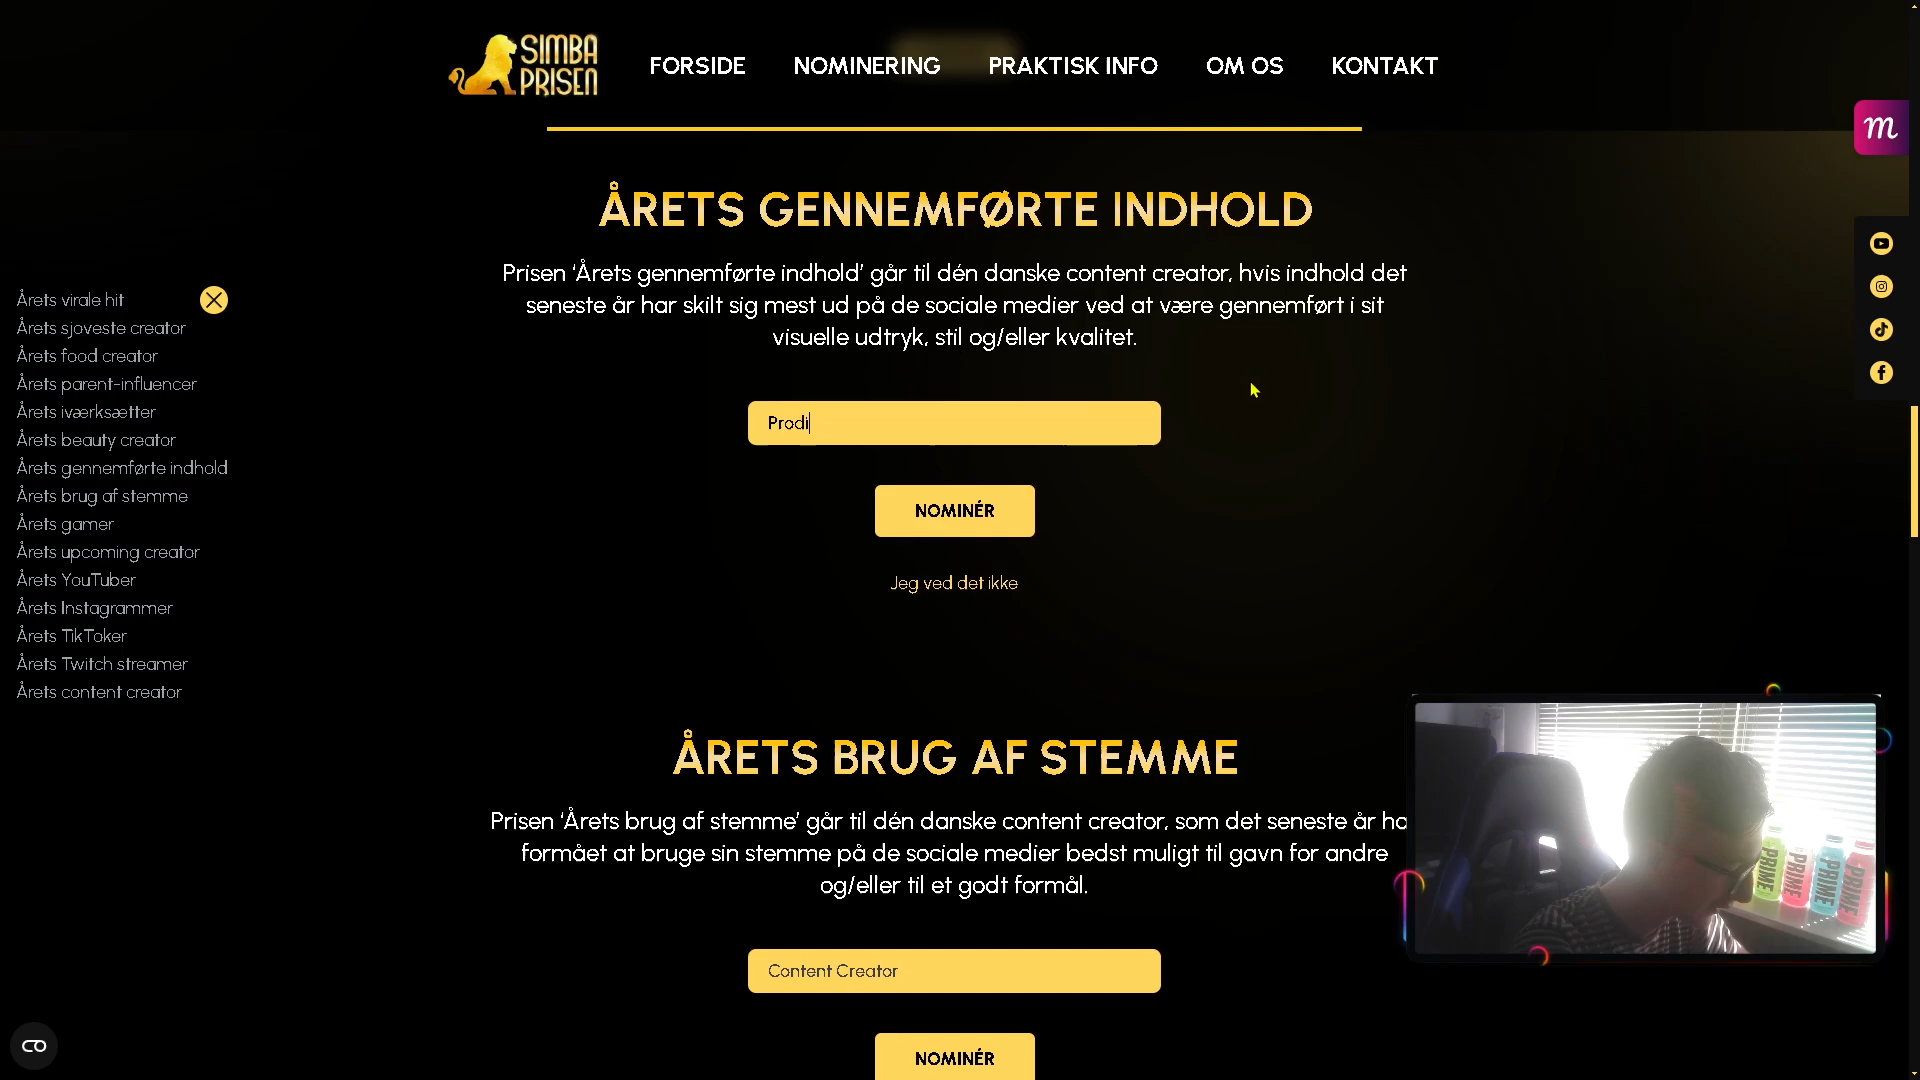 SIMBA
PRISEN
FORSIDE
NOMINERING
PRAKTISK INFO
OM OS
KONTAKT
m
ÅRETS GENNEMFØRTE INDHOLD
Prisen ‘Årets gennemførte indhold’ går til dén danske content creator, hvis indhold det
seneste år har skilt sig mest ud på de sociale medier ved at være gennemført i sit
visuelle udtryk, stil og/eller kvalitet.
Prodi
NOMINÉR
Jeg ved det ikke
Årets virale hit
Årets sjoveste creator
Årets food creator
Årets parent-influencer
Årets iværksætter
Årets beauty creator
Årets gennemførte indhold
Årets brug af stemme
Årets gamer
Årets upcoming creator
Årets YouTuber
Årets Instagrammer
Årets TikToker
Årets Twitch streamer
Årets content creator
ÅRETS BRUG AF STEMME
Prisen ‘Årets brug af stemme’ går til dén danske content creator, som det seneste år ha
formået at bruge sin stemme på de sociale medier bedst muligt til gavn for andre
og/eller til et godt formål.
Content Creator
NOMINÉR
PRIME
PRIME
PRIME
PRIME